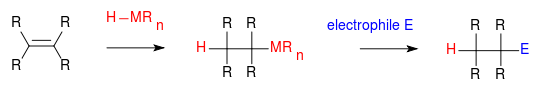 R R R R
H–MRn
H R R R R MRn
electrophile E
H R R R R E